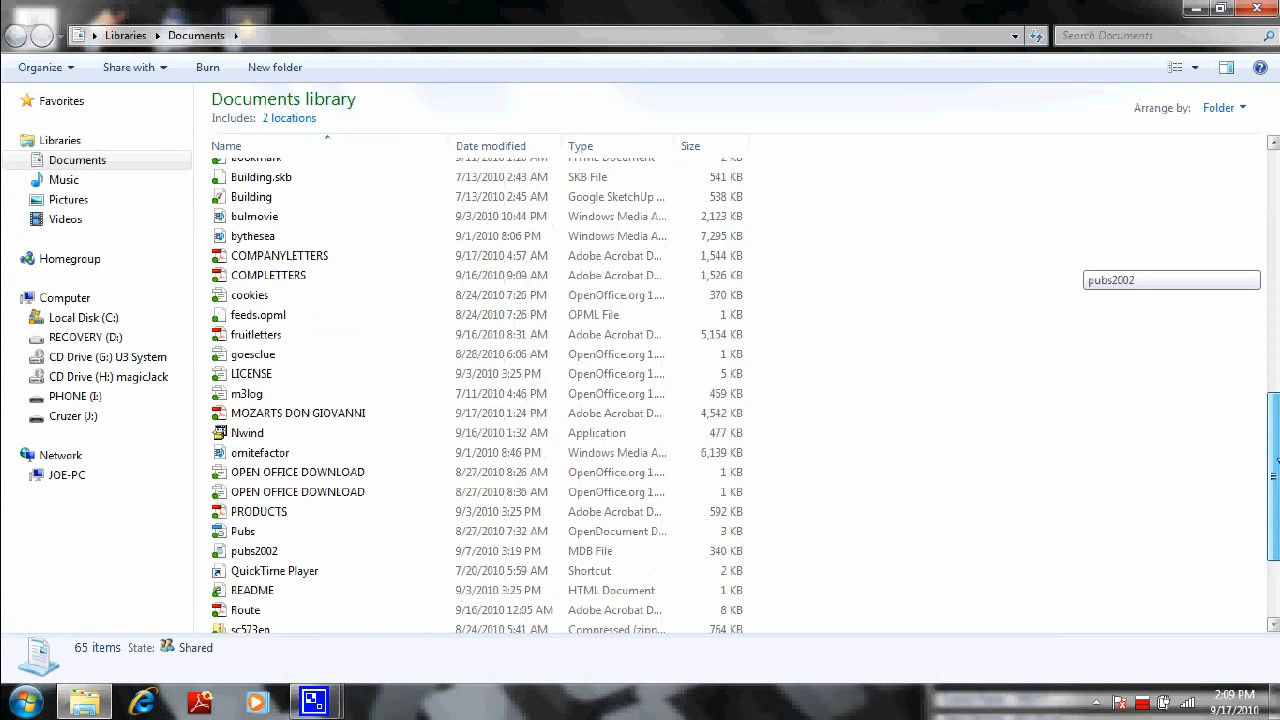 Libraries Documents Search Documents
Organize Share with Burn New folder
Favorites
Libraries
Documents
Music
Pictures
Videos
Homegroup
Computer
Local Disk (C:)
RECOVERY (D:)
CD Drive (G:) U3 System
CD Drive (H:) magicJack
PHONE (I:)
Cruzer (J:)
Network
JOE-PC
Documents library
Includes: 2 locations
Arrange by: Folder
Name Date modified Type Size
bookmark 9/11/2010 1:18 AM HTML Document 2 KB
Building.skb 7/13/2010 2:43 AM SKB File 541 KB
Building 7/13/2010 2:45 AM Google SketchUp ... 538 KB
bulmovie 9/3/2010 10:44 PM Windows Media A... 2,123 KB
bythesea 9/1/2010 8:06 PM Windows Media A... 7,295 KB
COMPANYLETTERS 9/17/2010 4:57 AM Adobe Acrobat D... 1,544 KB
COMPLETTERS 9/16/2010 9:09 AM Adobe Acrobat D... 1,526 KB
cookies 8/24/2010 7:26 PM OpenOffice.org 1.... 370 KB
feeds.opml 8/24/2010 7:26 PM OPML File 1 KB
fruitletters 9/16/2010 8:31 AM Adobe Acrobat D... 5,154 KB
goesclue 8/28/2010 6:06 AM OpenOffice.org 1.... 1 KB
LICENSE 9/3/2010 3:25 PM OpenOffice.org 1.... 5 KB
m3log 7/11/2010 4:46 PM OpenOffice.org 1.... 459 KB
MOZARTS DON GIOVANNI 9/17/2010 1:24 PM Adobe Acrobat D... 4,542 KB
Nwind 9/16/2010 1:32 AM Application 477 KB
ornitefactor 9/1/2010 8:46 PM Windows Media A... 6,139 KB
OPEN OFFICE DOWNLOAD 8/27/2010 8:26 AM OpenOffice.org 1.... 1 KB
OPEN OFFICE DOWNLOAD 8/27/2010 8:36 AM OpenOffice.org 1.... 1 KB
PRODUCTS 9/3/2010 3:25 PM Adobe Acrobat D... 592 KB
Pubs 8/27/2010 7:32 AM OpenDocument D... 3 KB
pubs2002 9/7/2010 3:19 PM MDB File 340 KB
QuickTime Player 7/20/2010 5:59 AM Shortcut 2 KB
README 9/3/2010 3:25 PM HTML Document 1 KB
Route 9/16/2010 12:05 AM Adobe Acrobat D... 8 KB
sc573en 8/24/2010 5:41 AM Compressed (zipp... 764 KB
pubs2002
65 items State: Shared
2:09 PM
9/17/2010